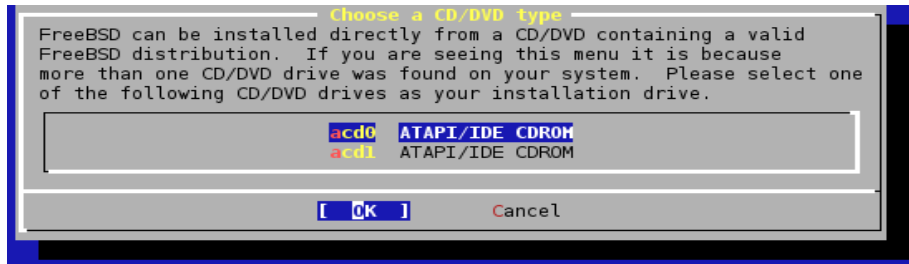 Choose a CD/DVD type
FreeBSD can be installed directly from a CD/DVD containing a valid
FreeBSD distribution.  If you are seeing this menu it is because
more than one CD/DVD drive was found on your system.  Please select one
of the following CD/DVD drives as your installation drive.
acd0  ATAPI/IDE CDROM
acd1  ATAPI/IDE CDROM
[  OK  ]  Cancel